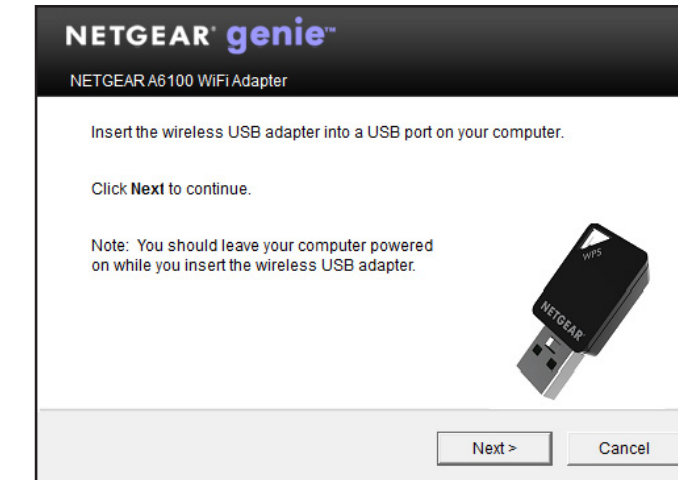 NETGEAR® genie™
NETGEAR A6100 WiFi Adapter
Insert the wireless USB adapter into a USB port on your computer.
Click Next to continue.
Note: You should leave your computer powered
on while you insert the wireless USB adapter.
WPS
NETGEAR
Next >
Cancel